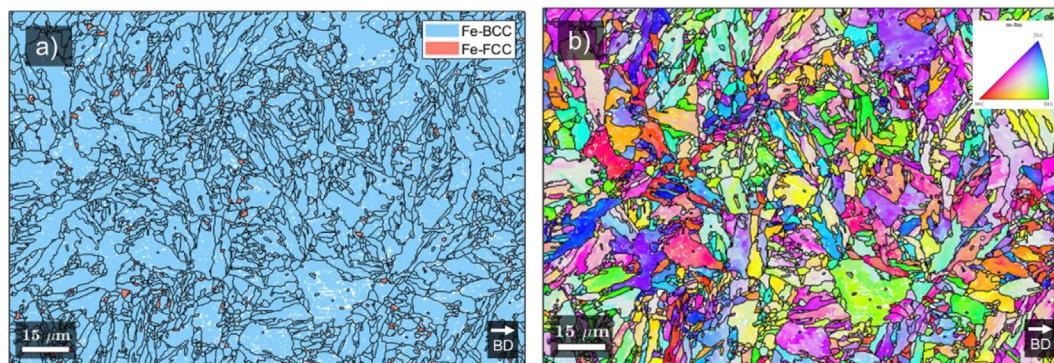 a)
Fe-BCC
Fe-FCC
15 μm
BD
b)
m-3m
15 μm
BD